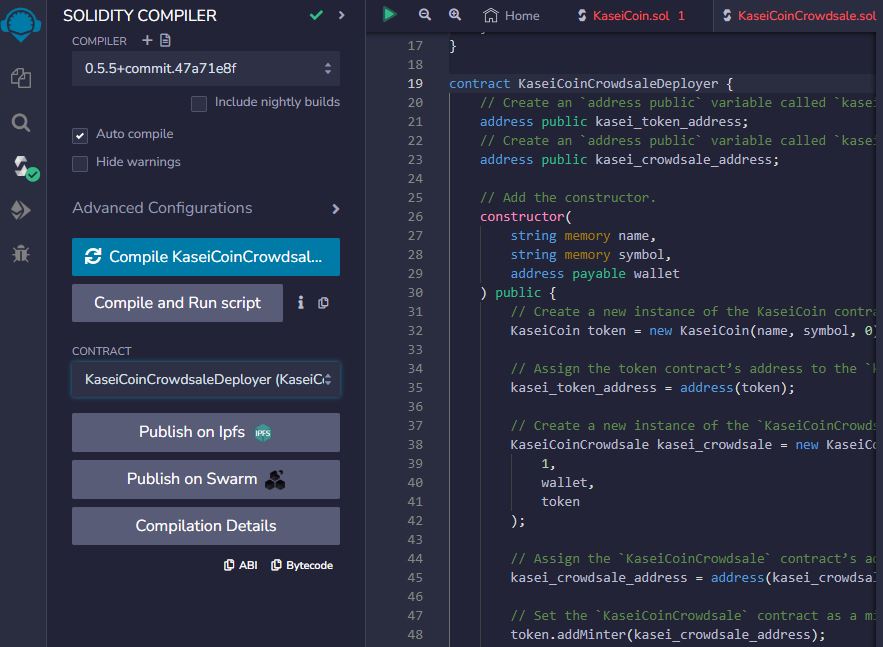 SOLIDITY COMPILER
COMPILER
0.5.5+commit.47a71e8f
Include nightly builds
Auto compile
Hide warnings
Advanced Configurations
Compile KaseiCoinCrowdsal...
Compile and Run script
CONTRACT
KaseiCoinCrowdsaleDeployer (KaseiCo
Publish on Ipfs
IPFS
Publish on Swarm
Compilation Details
ABI
Bytecode
Home
KaseiCoin.sol 1
KaseiCoinCrowdsale.sol
17 }
18
19 contract KaseiCoinCrowdsaleDeployer {
20 // Create an `address public` variable called `kasei
21 address public kasei_token_address;
22 // Create an `address public` variable called `kasei
23 address public kasei_crowdsale_address;
24
25 // Add the constructor.
26 constructor(
27 string memory name,
28 string memory symbol,
29 address payable wallet
30 ) public {
31 // Create a new instance of the KaseiCoin contra
32 KaseiCoin token = new KaseiCoin(name, symbol, 0)
33
34 // Assign the token contract’s address to the `k
35 kasei_token_address = address(token);
36
37 // Create a new instance of the `KaseiCoinCrowds
38 KaseiCoinCrowdsale kasei_crowdsale = new KaseiCo
39 1,
40 wallet,
41 token
42 );
43
44 // Assign the `KaseiCoinCrowdsale` contract’s ad
45 kasei_crowdsale_address = address(kasei_crowdsal
46
47 // Set the `KaseiCoinCrowdsale` contract as a mi
48 token.addMinter(kasei_crowdsale_address);